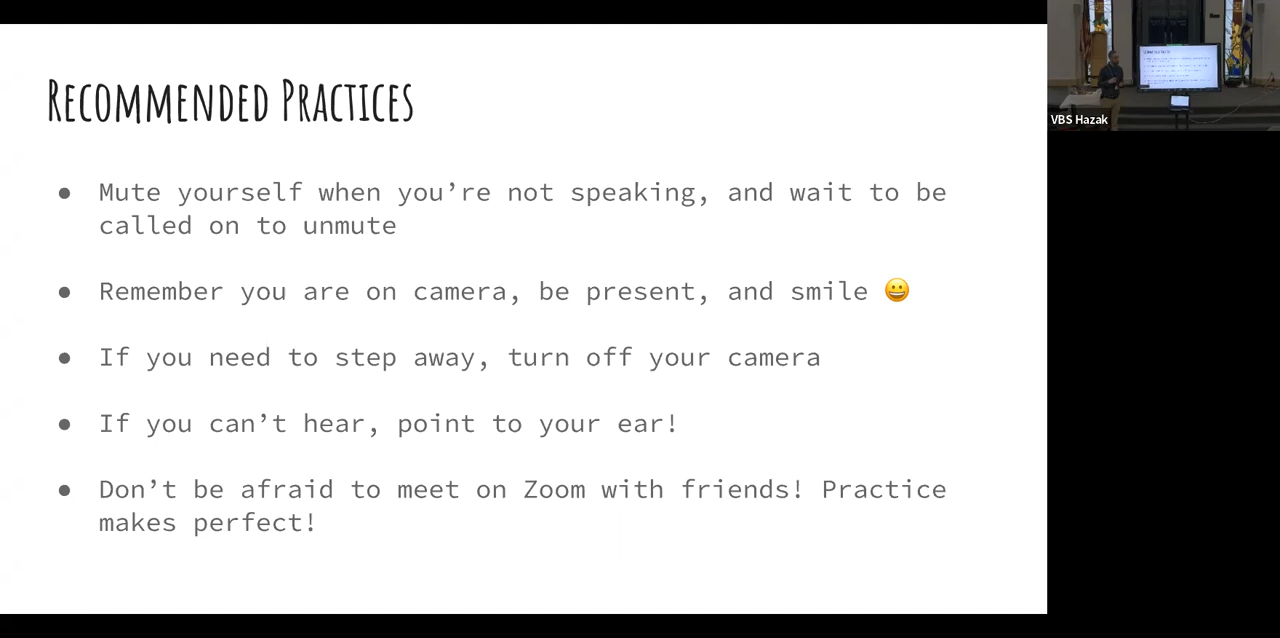 Recommended Practices
● Mute yourself when you’re not speaking, and wait to be
called on to unmute
● Remember you are on camera, be present, and smile 😀
● If you need to step away, turn off your camera
● If you can’t hear, point to your ear!
● Don’t be afraid to meet on Zoom with friends! Practice
makes perfect!
VBS Hazak